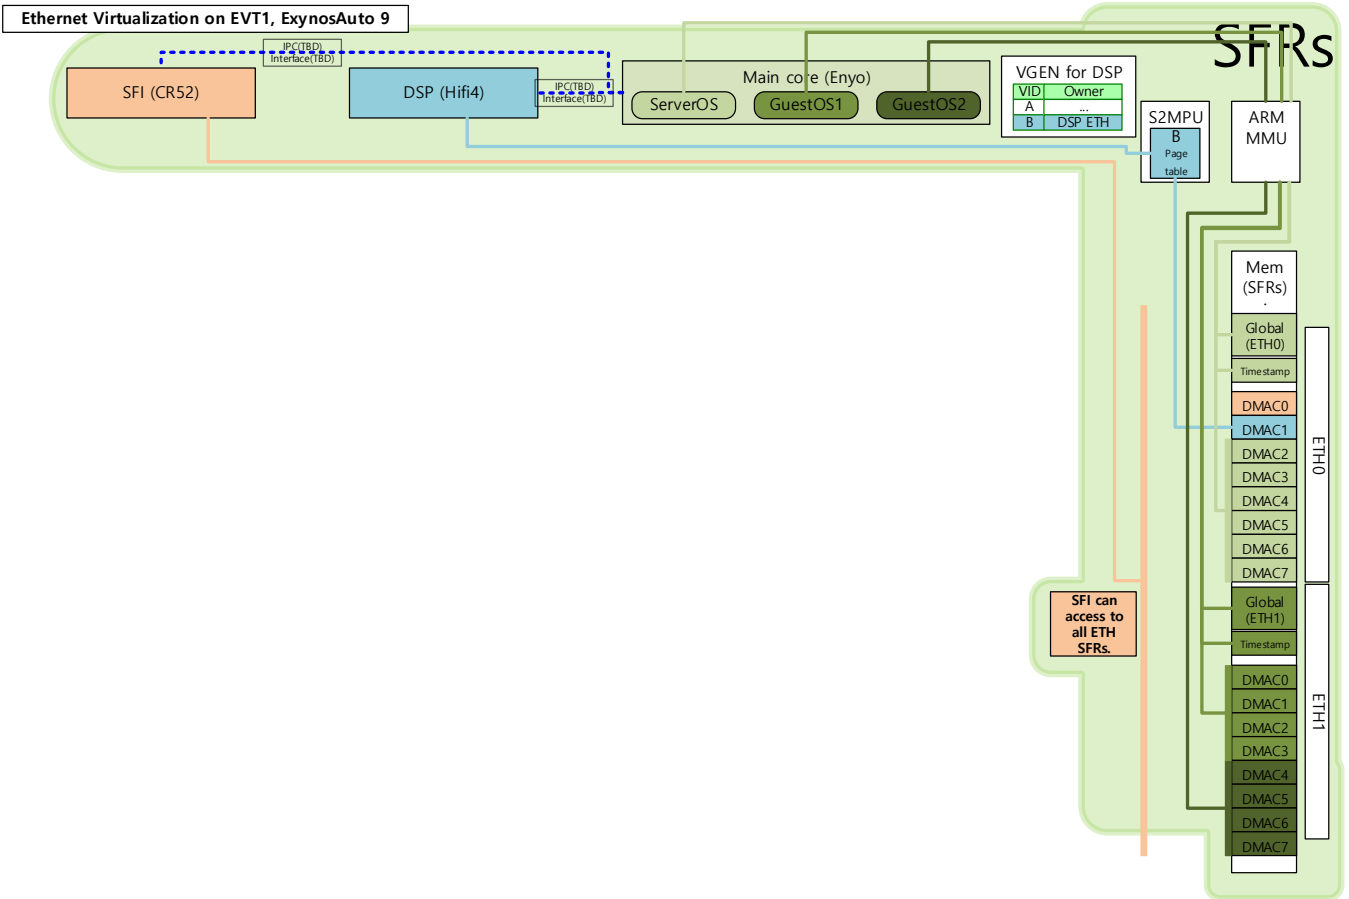 Ethernet Virtualization on EVT1, ExynosAuto 9
SFRs
IPC(TBD)
Interface(TBD)
SFI (CR52)
DSP (Hifi4)
IPC(TBD)
Interface(TBD)
Main core (Enyo)
ServerOS
GuestOS1
GuestOS2
VGEN for DSP
VID Owner
A ...
B DSP ETH
S2MPU
B
Page
table
ARM
MMU
Mem
(SFRs)
.
Global
(ETH0)
Timestamp
DMAC0
DMAC1
DMAC2
DMAC3
DMAC4
DMAC5
DMAC6
DMAC7
ETH0
Global
(ETH1)
Timestamp
DMAC0
DMAC1
DMAC2
DMAC3
DMAC4
DMAC5
DMAC6
DMAC7
ETH1
SFI can
access to
all ETH
SFRs.